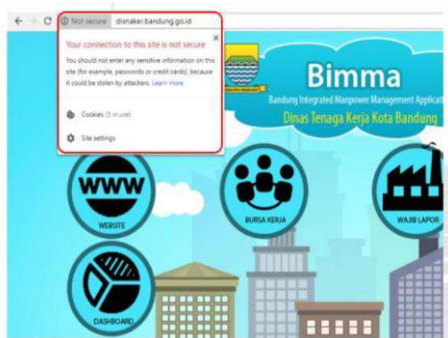 Not secure disnaker.bandung.go.id
Your connection to this site is not secure
You should not enter any sensitive information on this
site (for example, passwords or credit cards), because
it could be stolen by attackers. Learn more
Cookies (3 in use)
Site settings
Bimma
Bandung Integrated Manpower Management Applicati
Dinas Tenaga Kerja Kota Bandung
www
WEBSITE
BURSA KERJA
WAJIB LAPOR
DASHBOARD